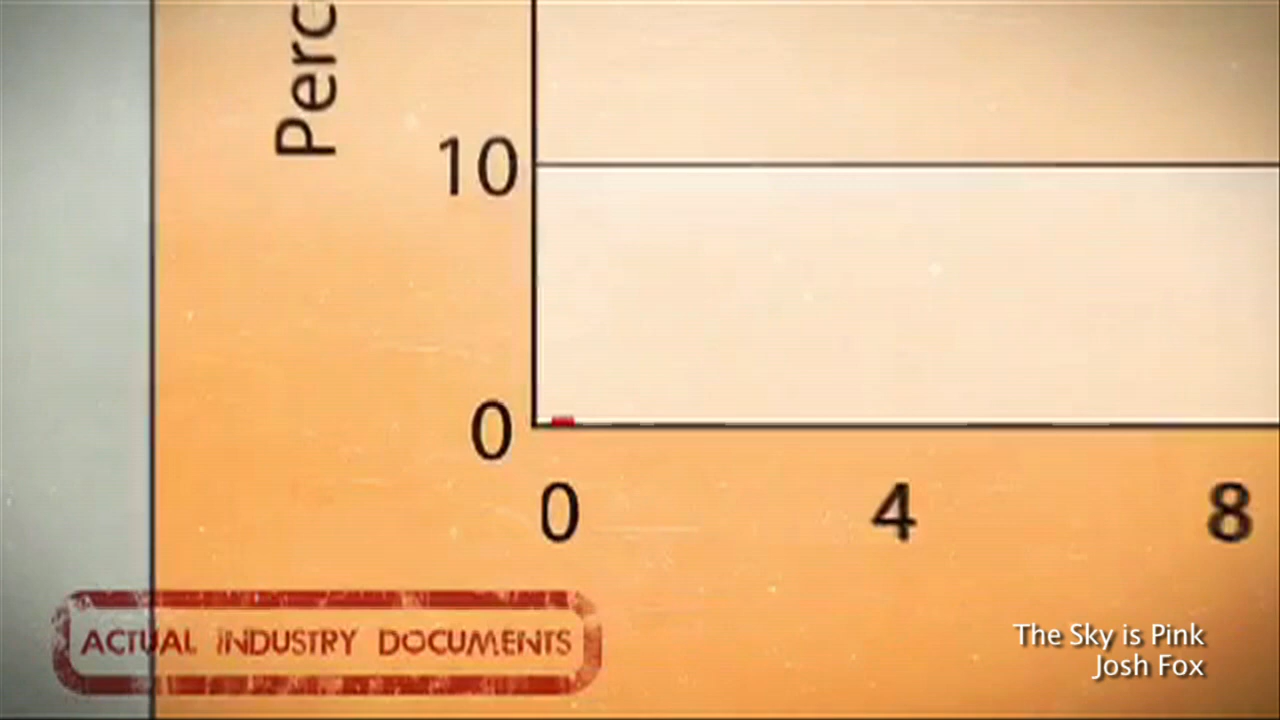 Perc
10
0
0 4 8
ACTUAL INDUSTRY DOCUMENTS
The Sky is Pink
Josh Fox